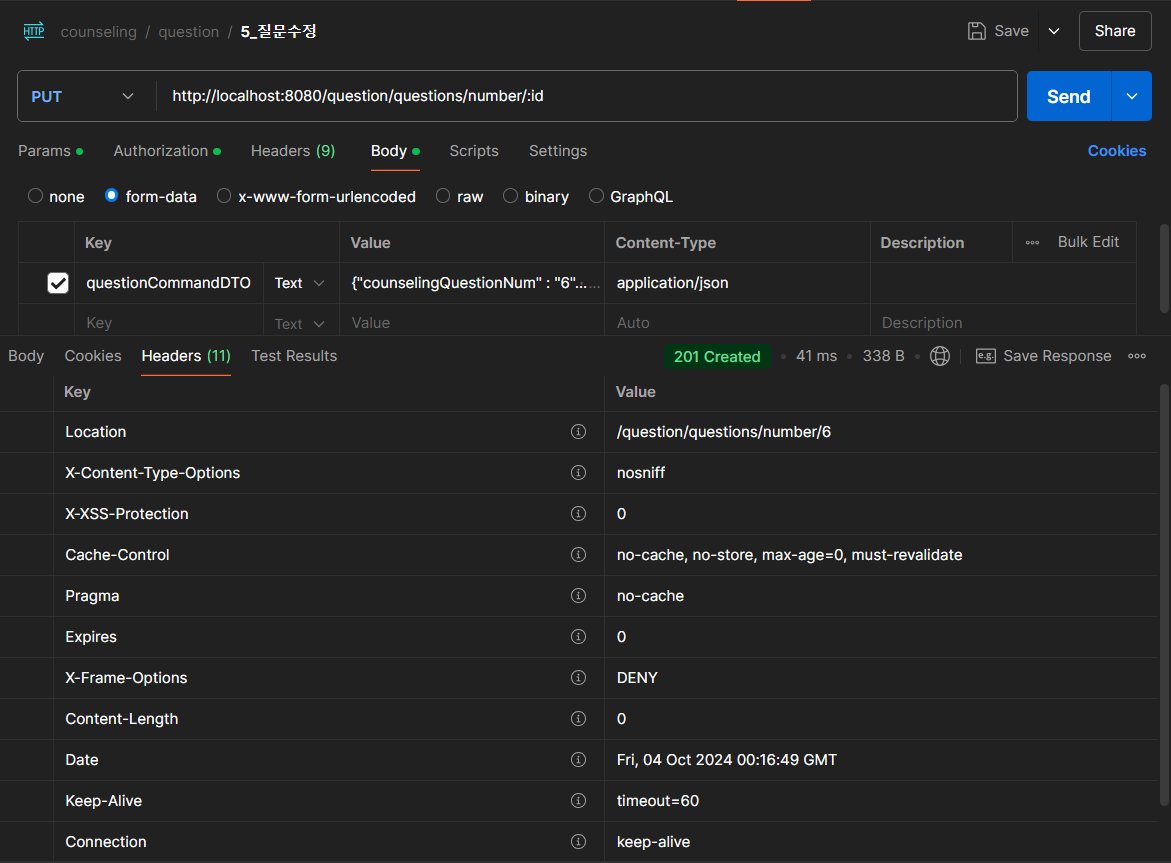 HTTP counseling / question / 5_질문수정 Save Share
PUT http://localhost:8080/question/questions/number/:id Send
Params Authorization Headers (9) Body Scripts Settings Cookies
none form-data x-www-form-urlencoded raw binary GraphQL
Key Value Content-Type Description Bulk Edit
questionCommandDTO Text {"counselingQuestionNum" : "6"... application/json
Key Text Value Auto Description
Body Cookies Headers (11) Test Results 201 Created 41 ms 338 B e.g. Save Response
Key Value
Location /question/questions/number/6
X-Content-Type-Options nosniff
X-XSS-Protection 0
Cache-Control no-cache, no-store, max-age=0, must-revalidate
Pragma no-cache
Expires 0
X-Frame-Options DENY
Content-Length 0
Date Fri, 04 Oct 2024 00:16:49 GMT
Keep-Alive timeout=60
Connection keep-alive